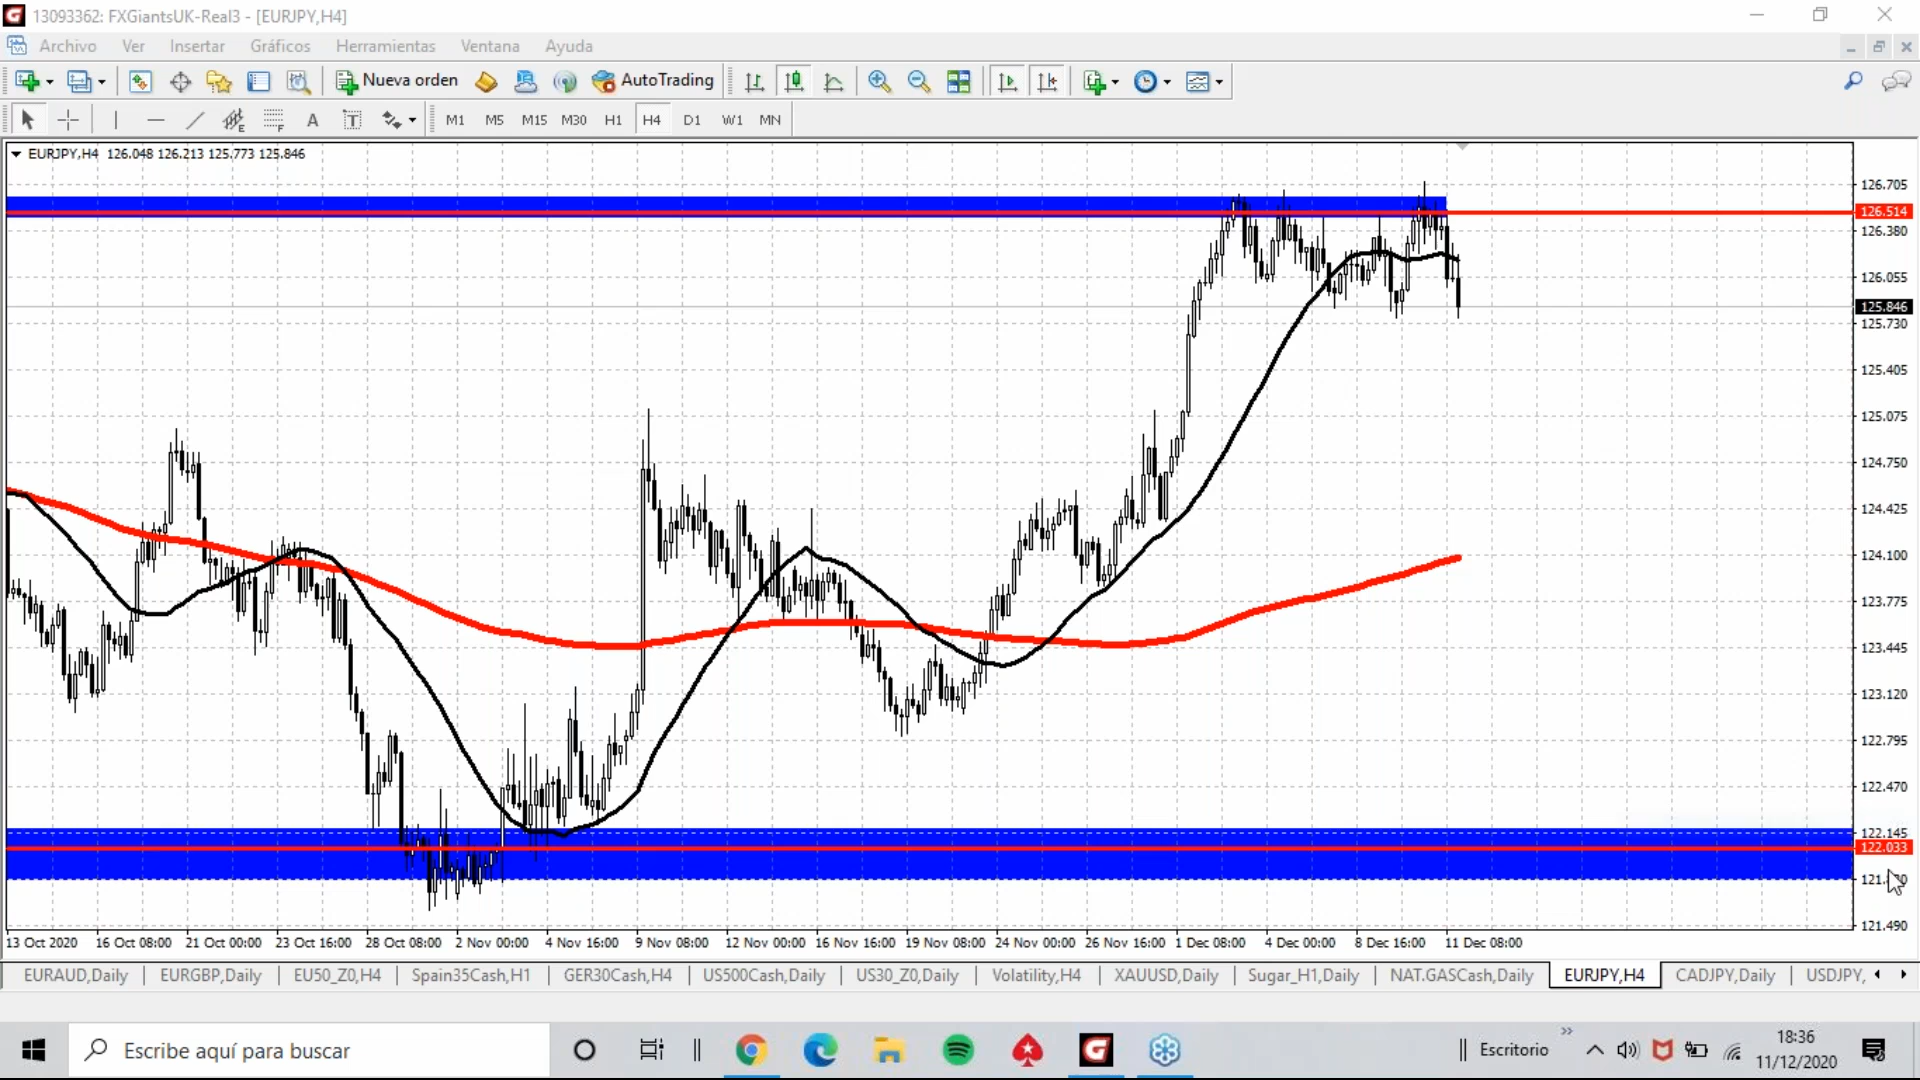 13093362: FXGiantsUK-Real3 - [EURJPY,H4]
Archivo Ver Insertar Gráficos Herramientas Ventana Ayuda
Nueva orden AutoTrading
A T M1 M5 M15 M30 H1 H4 D1 W1 MN
EURJPY,H4 126.048 126.213 125.773 125.846
126.705
126.514
126.380
126.055
125.846
125.730
125.405
125.075
124.750
124.425
124.100
123.775
123.445
123.120
122.795
122.470
122.145
122.033
121.490
13 Oct 2020 16 Oct 08:00 21 Oct 00:00 23 Oct 16:00 28 Oct 08:00 2 Nov 00:00 4 Nov 16:00 9 Nov 08:00 12 Nov 00:00 16 Nov 16:00 19 Nov 08:00 24 Nov 00:00 26 Nov 16:00 1 Dec 08:00 4 Dec 00:00 8 Dec 16:00 11 Dec 08:00
EURAUD,Daily | EURGBP,Daily | EU50_Z0,H4 | Spain35Cash,H1 | GER30Cash,H4 | US500Cash,Daily | US30_Z0,Daily | Volatility,H4 | XAUUSD,Daily | Sugar_H1,Daily | NAT.GASCash,Daily | EURJPY,H4 | CADJPY,Daily | USDJPY,
Escribe aquí para buscar
Escritorio
18:36
11/12/2020